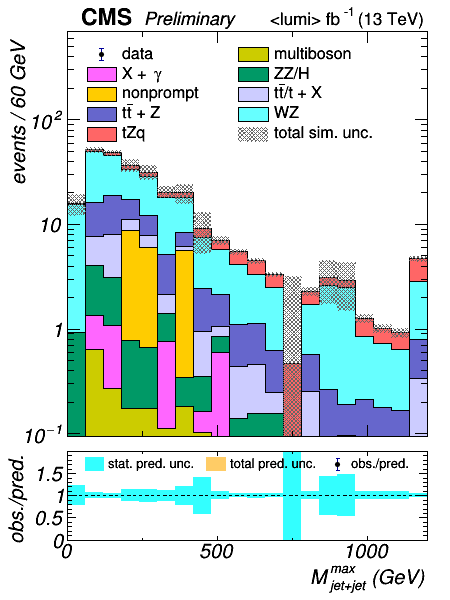 CMS Preliminary <lumi> fb⁻¹ (13 TeV)
events / 60 GeV
data
X + γ
nonprompt
tt̄ + Z
tZq
multiboson
ZZ/H
tt̄/t + X
WZ
total sim. unc.
10²
10
1
10⁻¹
obs./pred.
stat. pred. unc. total pred. unc. obs./pred.
1.5
1
0.5
0
0 500 1000
M^max_jet+jet (GeV)